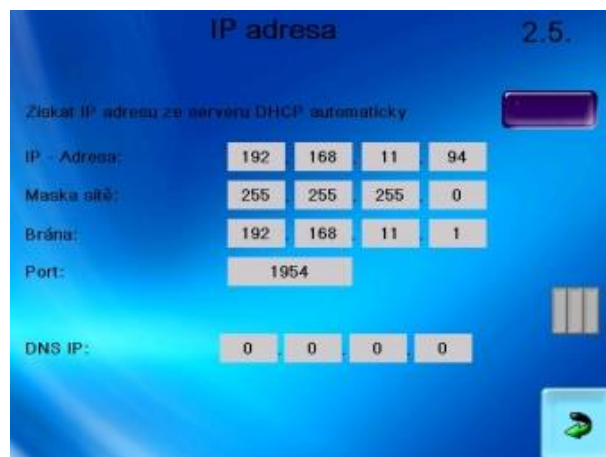 IP adresa 2.5.
Získat IP adresu ze serveru DHCP automaticky
IP - Adresa: 192 . 168 . 11 . 94
Maska sítě: 255 . 255 . 255 . 0
Brána: 192 . 168 . 11 . 1
Port: 1954
DNS IP: 0 . 0 . 0 . 0